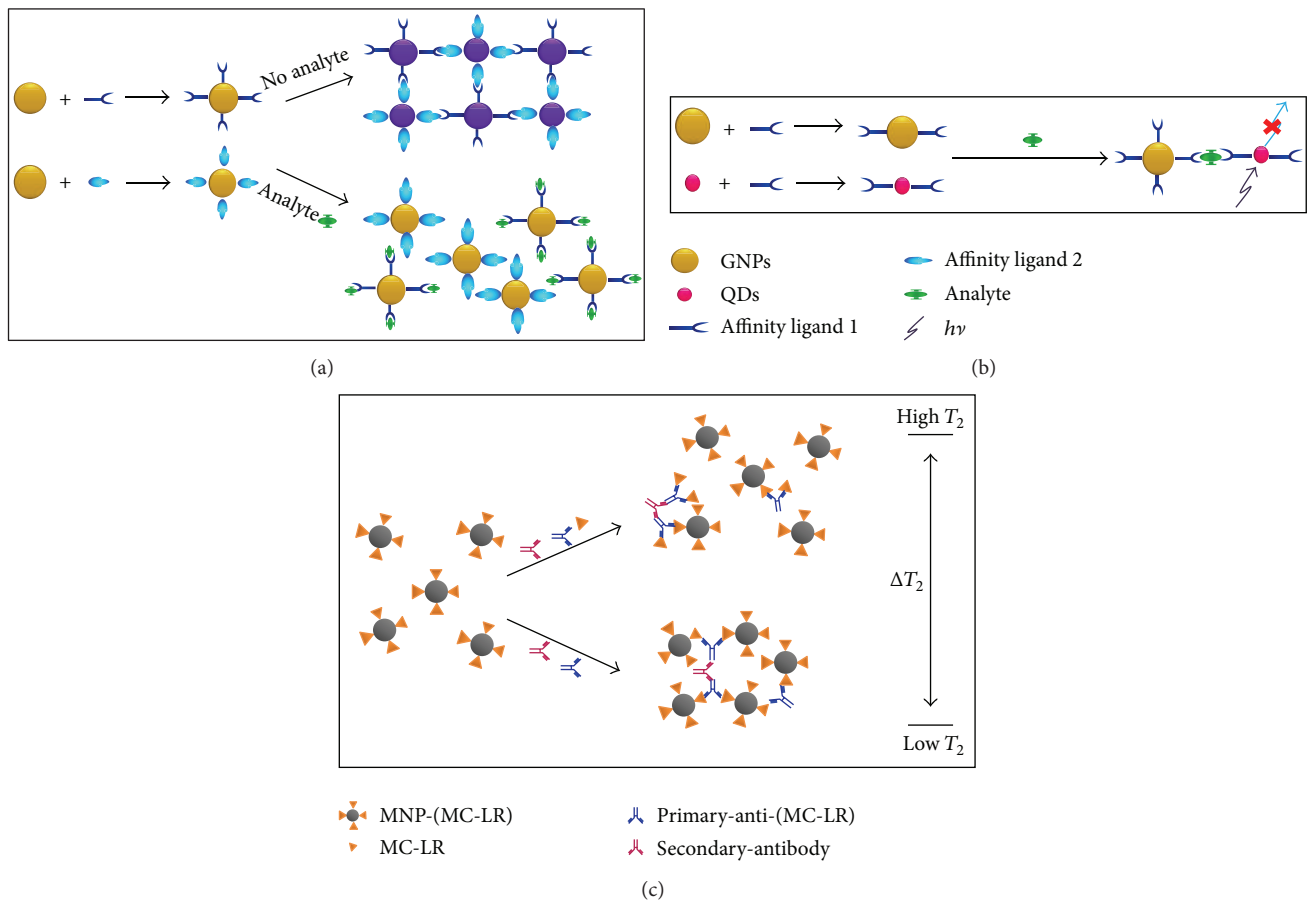 No analyte
+
+
Analyte
(a)
+
+
GNPs
QDs
Affinity ligand 1
Affinity ligand 2
Analyte
hν
(b)
High T₂
ΔT₂
Low T₂
MNP-(MC-LR)
MC-LR
Primary-anti-(MC-LR)
Secondary-antibody
(c)